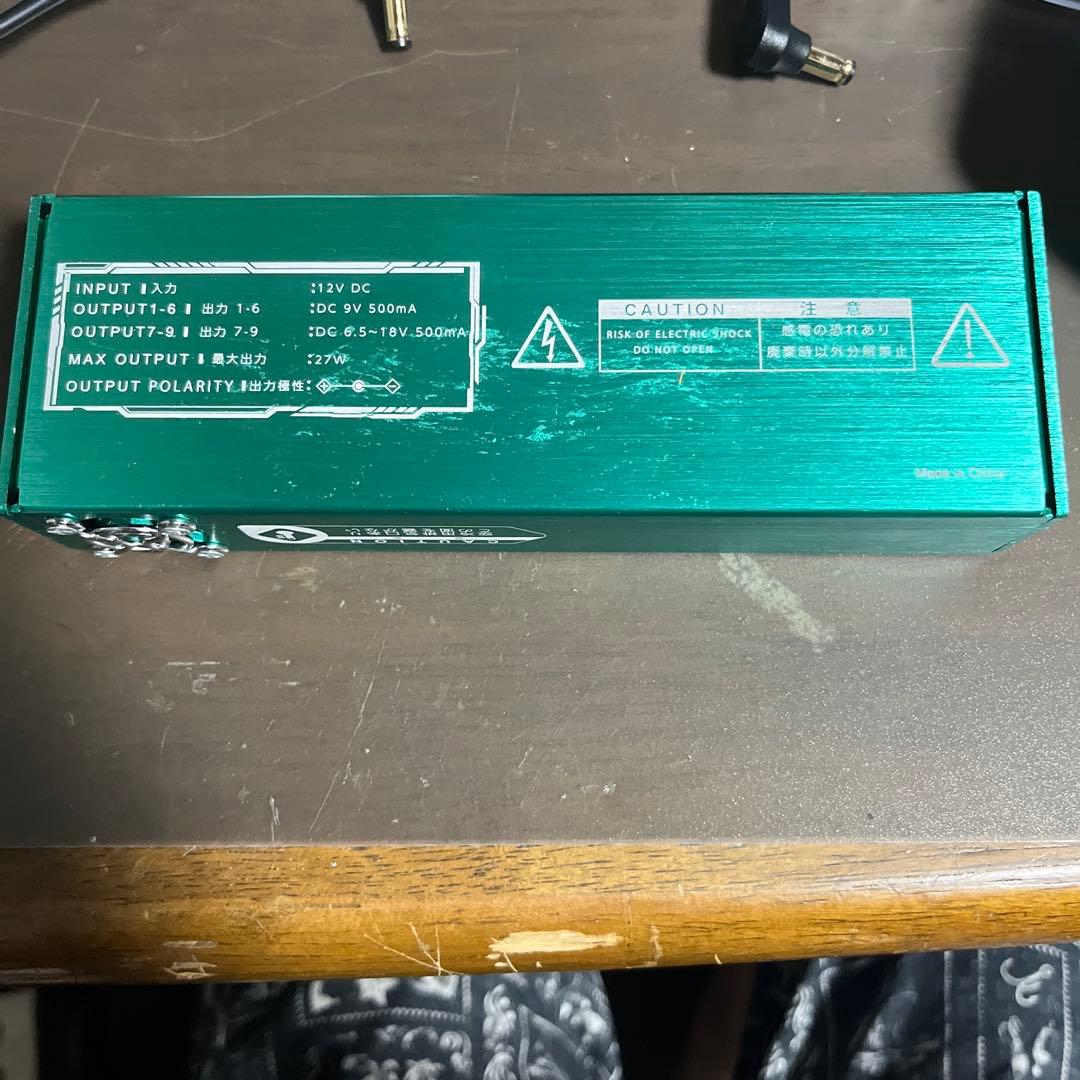 INPUT ▮入力 :12V DC
OUTPUT1-6 ▮ 出力 1-6 :DC 9V 500mA
OUTPUT7-9 ▮ 出力 7-9 :DC 6.5~18V 500mA
MAX OUTPUT ▮ 最大出力 :27W
OUTPUT POLARITY ▮出力極性:
CAUTION 注 意
RISK OF ELECTRIC SHOCK
DO NOT OPEN
感電の恐れあり
廃棄時以外分解禁止
Made in China
CAUTION